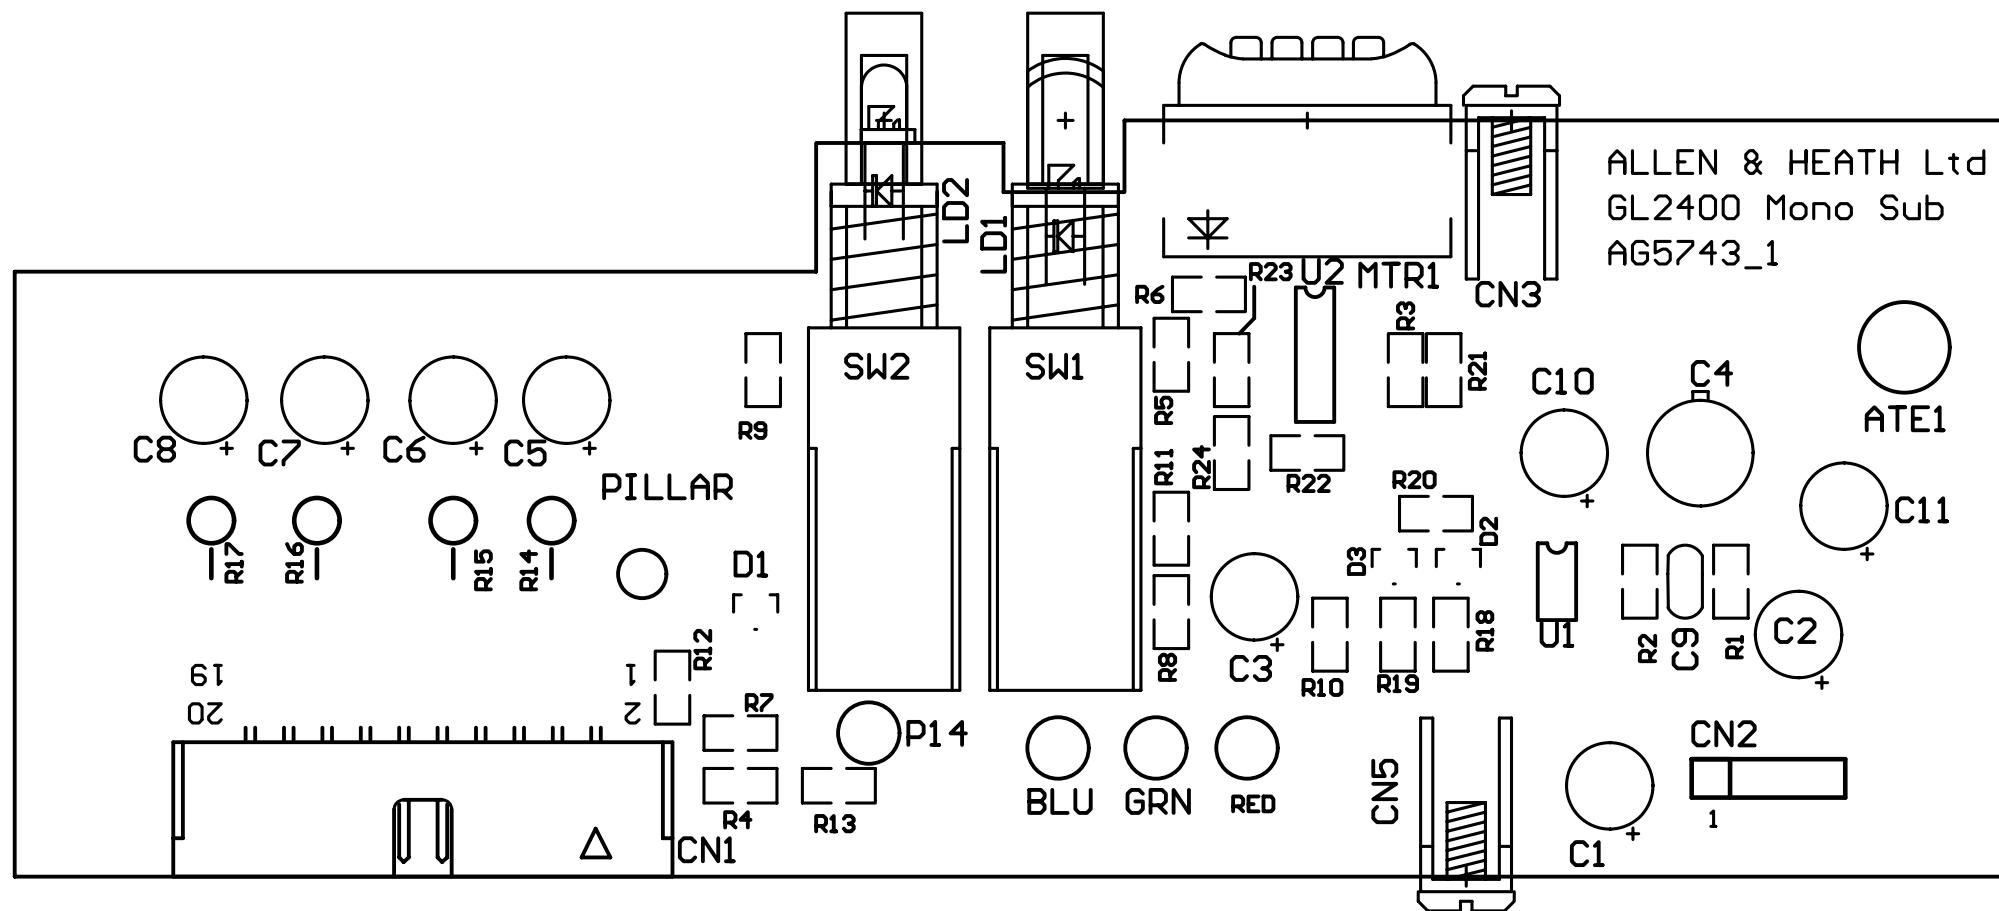 ALLEN & HEATH Ltd
GL2400 Mono Sub
AG5743_1
LD2
LD1
R23
U2
MTR1
CN3
R6
R3
SW2
SW1
R21
C10
C4
ATE1
R5
R9
C8
C7
C6
C5
R11
R24
R22
R20
PILLAR
C11
R17
R16
R15
R14
D1
D3
D2
R12
19
1
20
2
R8
C3
R10
R19
R18
U1
R2
C9
R1
C2
R7
P14
CN2
BLU
GRN
RED
CN5
R4
R13
1
CN1
C1